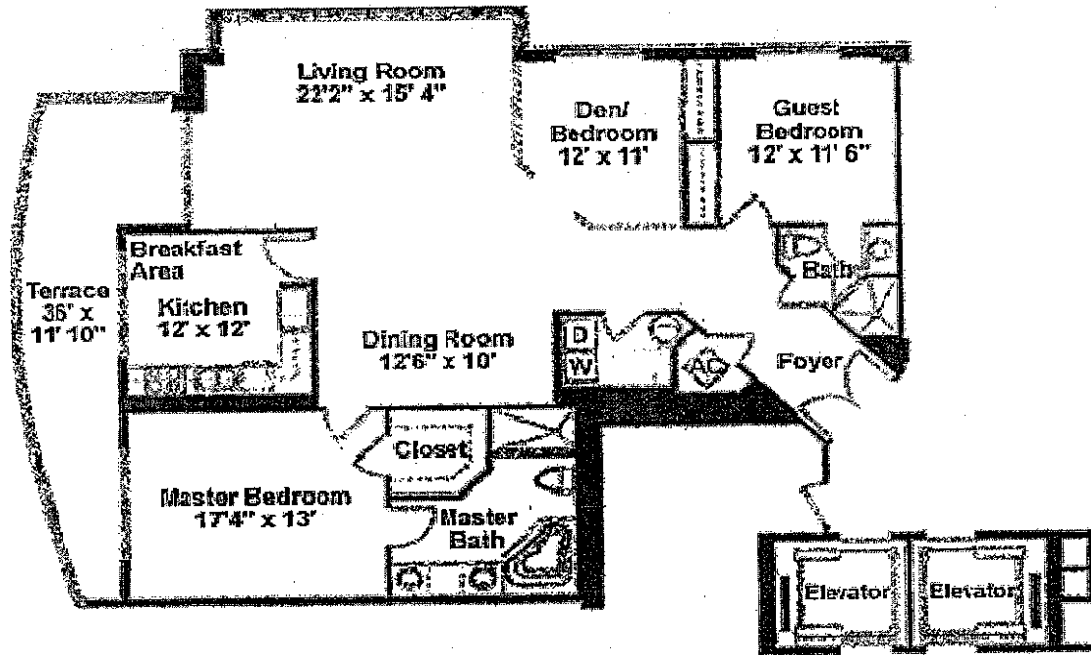 Living Room
22'2" x 15' 4"
Den/
Bedroom
12' x 11'
Guest
Bedroom
12' x 11' 6"
Breakfast
Area
Kitchen
12' x 12'
Terrace
36" x
11' 10"
Bath
Dining Room
12'6" x 10'
D
W
AC
Foyer
Closet
Master Bedroom
17'4" x 13'
Master
Bath
Elevator
Elevator